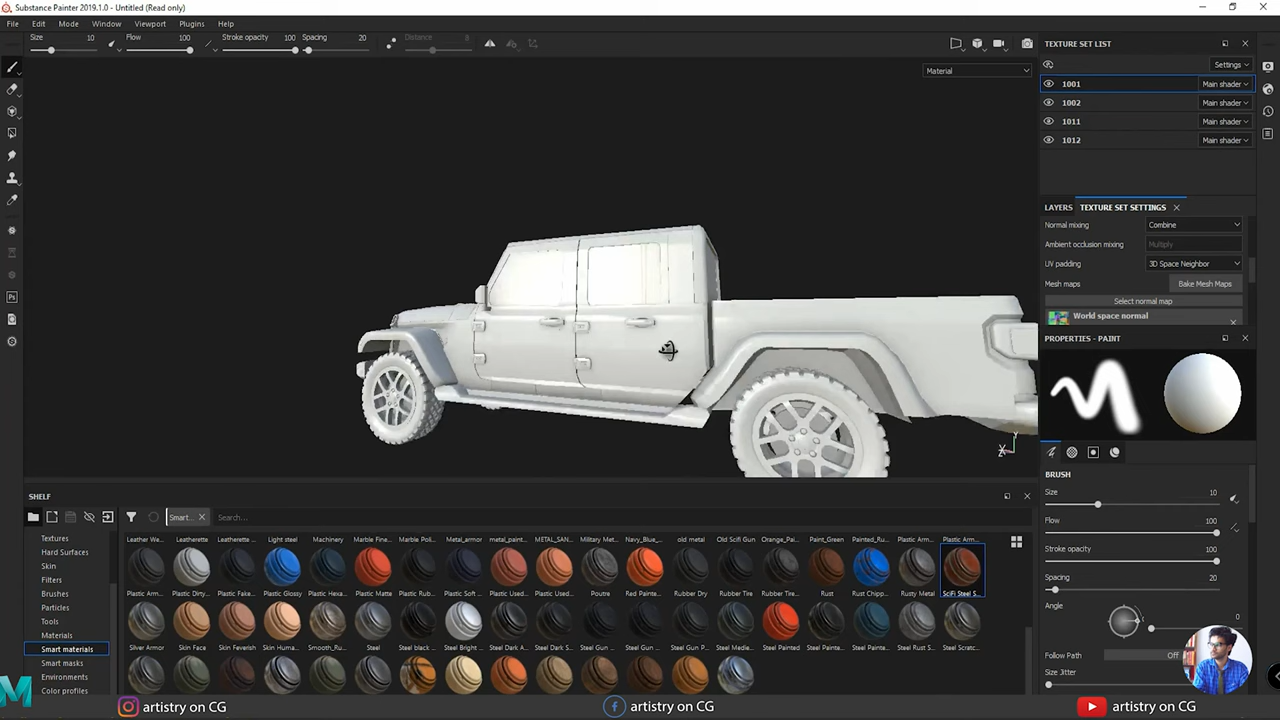 Substance Painter 2019.1.0 - Untitled (Read only)
File Edit Mode Window Viewport Plugins Help
Size 10 Flow 100 Stroke opacity 100 Spacing 20 Distance 8
Material
TEXTURE SET LIST
Settings
1001 Main shader
1002 Main shader
1011 Main shader
1012 Main shader
LAYERS TEXTURE SET SETTINGS
Normal mixing Combine
Ambient occlusion mixing Multiply
UV padding 3D Space Neighbor
Mesh maps Bake Mesh Maps
Select normal map
World space normal
PROPERTIES - PAINT
BRUSH
Size 10
Flow 100
Stroke opacity 100
Spacing 20
Angle 0
Follow Path Off
Size Jitter
Y
X
SHELF
Smart... Search...
Textures
Hard Surfaces
Skin
Filters
Brushes
Particles
Tools
Materials
Smart materials
Smart masks
Environments
Color profiles
Leather We... Leatherette Leatherette ... Light steel Machinery Marble Fine... Marble Poli... Metal_armor metal_paint... METAL_SAN... Military Met... Navy_Blue_... old metal Old Scifi Gun Orange_Pa... Paint_Green Painted_Ru... Plastic Arm... Plastic Arm...
Plastic Arm... Plastic Dirty... Plastic Fake... Plastic Glossy Plastic Hexa... Plastic Matte Plastic Rub... Plastic Soft ... Plastic Used... Plastic Used... Poutre Red Painte... Rubber Dry Rubber Tire Rubber Tire... Rust Rust Chipp... Rusty Metal SciFi Steel S...
Silver Armor Skin Face Skin Feverish Skin Huma... Smooth_Ru... Steel Steel black ... Steel Bright ... Steel Dark A... Steel Dark S... Steel Gun ... Steel Gun ... Steel Gun P... Steel Medie... Steel Painted Steel Painte... Steel Painte... Steel Rust S... Steel Scratc...
Ps
M
artistry on CG
artistry on CG
artistry on CG